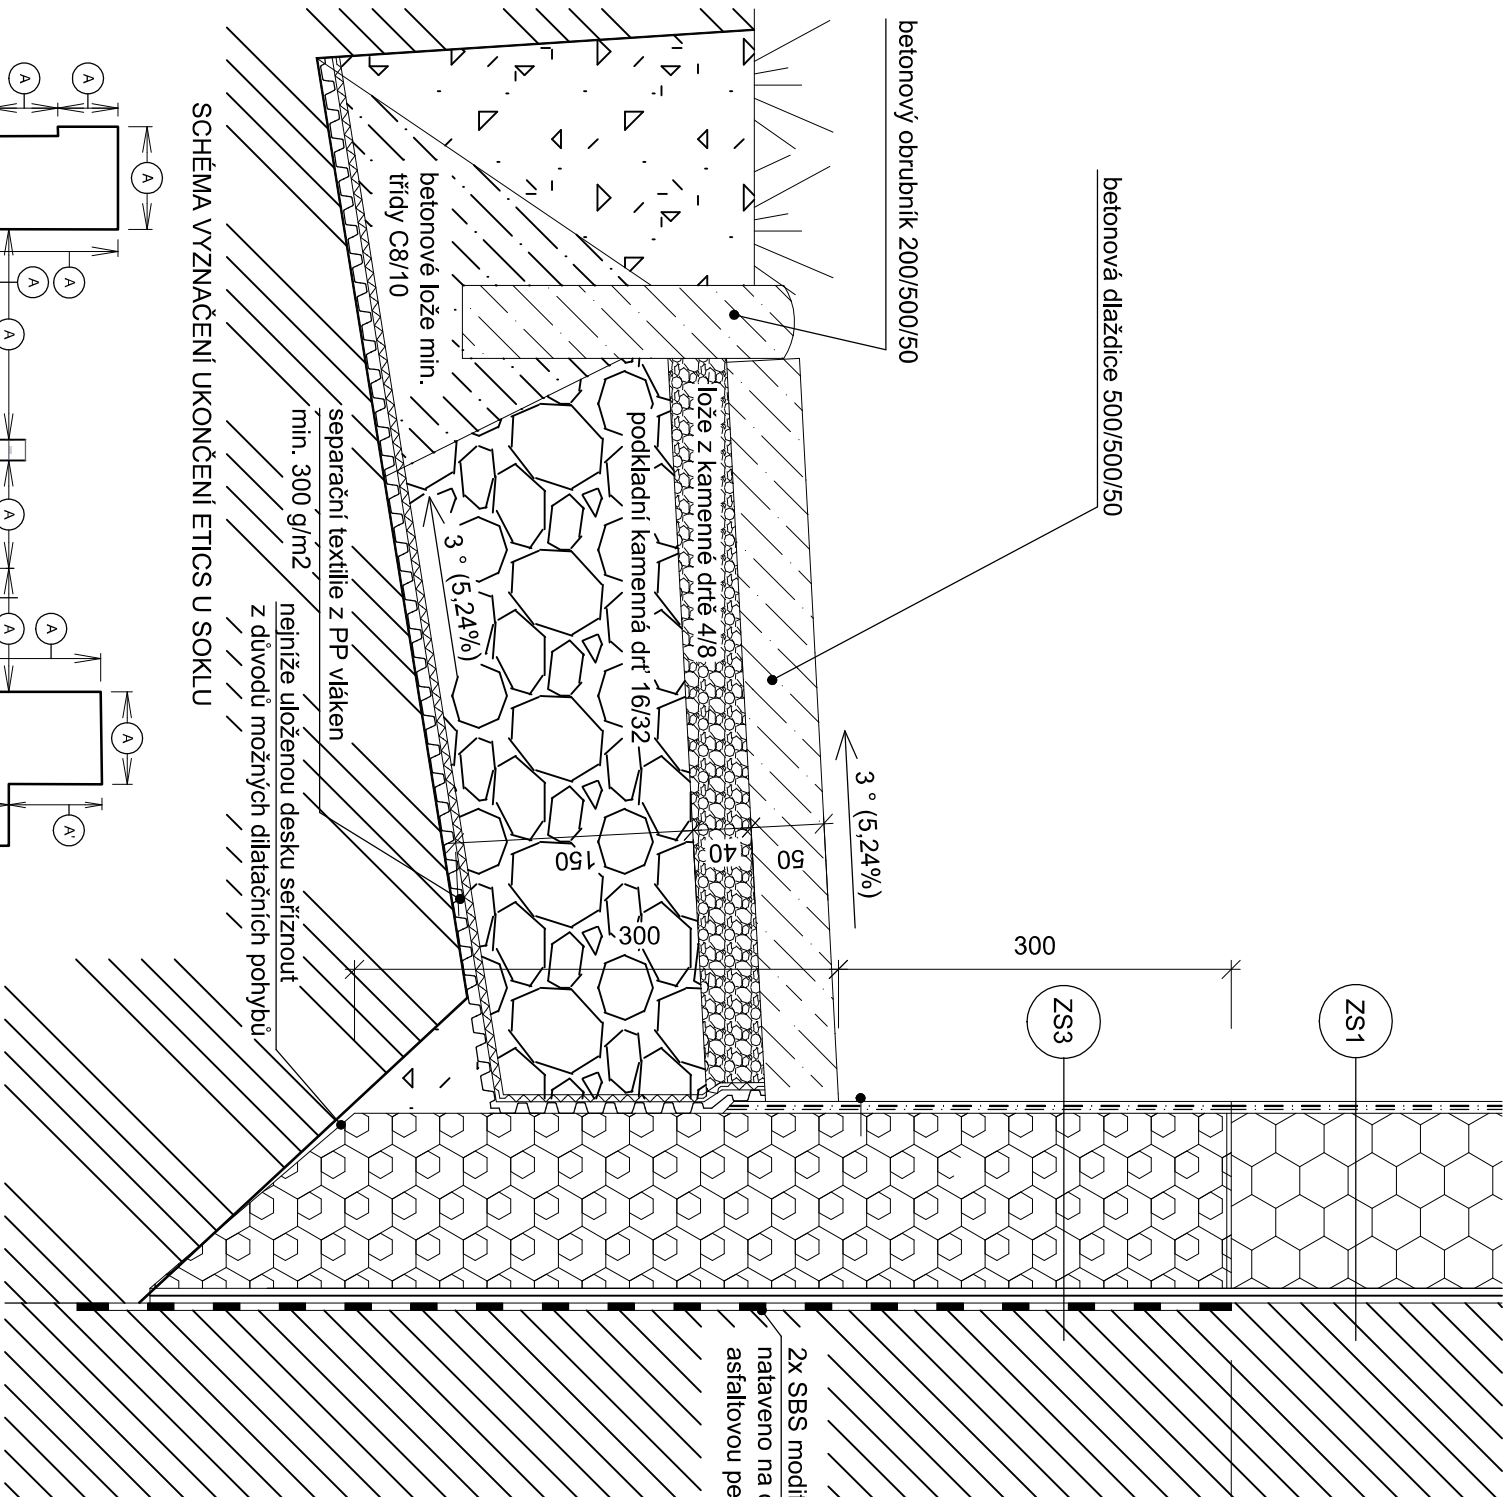 betonová dlaždice 500/500/50
betonový obrubník 200/500/50
ZS1
ZS3
300
3 ° (5,24%)
50
40
150
300
lože z kamenné drtě 4/8
podkladní kamenná drť 16/32
3 ° (5,24%)
betonové lože min.
třídy C8/10
separační textilie z PP vláken
min. 300 g/m2
nejníže uloženou desku seříznout
z důvodů možných dilatačních pohybů
2x SBS modif
nataveno na
asfaltovou pe
SCHÉMA VYZNAČENÍ UKONČENÍ ETICS U SOKLU
A
A
A
A
A
A
A
A
A
A
A'